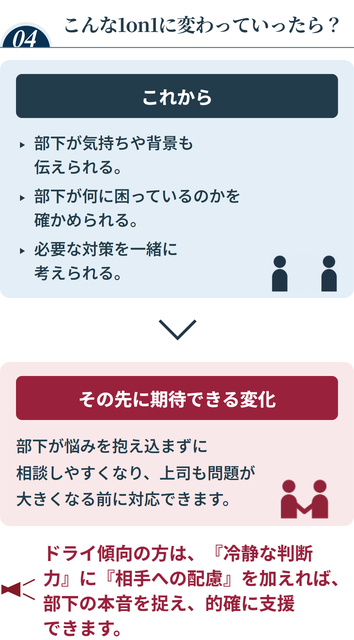 04
こんな1on1に変わっていったら？
これから
▸ 部下が気持ちや背景も
伝えられる。
▸ 部下が何に困っているのかを
確かめられる。
▸ 必要な対策を一緒に
考えられる。
その先に期待できる変化
部下が悩みを抱え込まずに
相談しやすくなり、上司も問題が
大きくなる前に対応できます。
ドライ傾向の方は、『冷静な判断
力』に『相手への配慮』を加えれば、
部下の本音を捉え、的確に支援
できます。